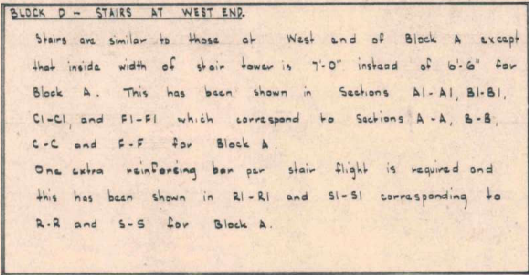 BLOCK D - STAIRS AT WEST END.
Stairs are similar to those at West end of Block A except
that inside width of stair tower is 7'-0" instead of 6'-6" for
Block A. This has been shown in Sections A1-A1, B1-B1,
C1-C1, and F1-F1 which correspond to Sections A-A, B-B,
C-C and F-F for Block A
One extra reinforcing bar per stair flight is required and
this has been shown in R1-R1 and S1-S1 corresponding to
R-R and S-S for Block A.